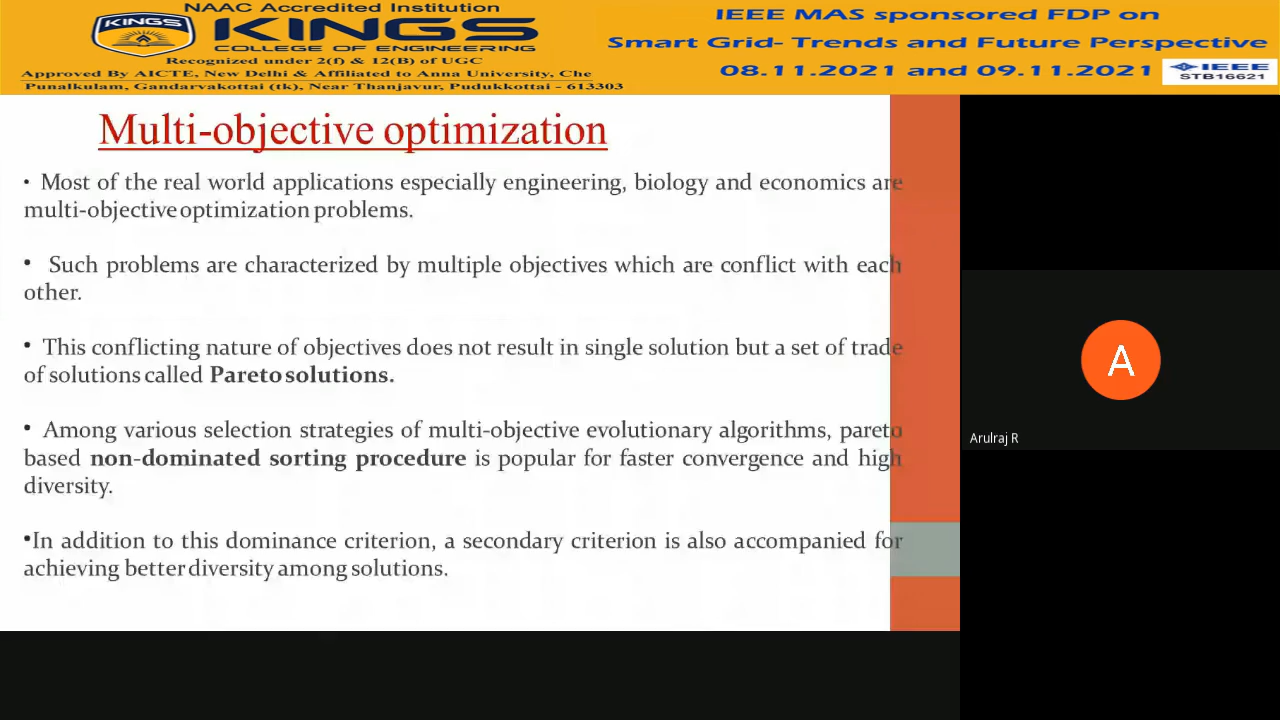 NAAC Accredited Institution
KINGS
KINGS
COLLEGE OF ENGINEERING
Recognized under 2(f) & 12(B) of UGC
Approved By AICTE, New Delhi & Affiliated to Anna University, Che
Punalkulam, Gandarvakottai (tk), Near Thanjavur, Pudukkottai - 613303
IEEE MAS sponsored FDP on
Smart Grid- Trends and Future Perspective
08.11.2021 and 09.11.2021
IEEE
STB16621
Multi-objective optimization
• Most of the real world applications especially engineering, biology and economics are
multi-objective optimization problems.
• Such problems are characterized by multiple objectives which are conflict with each
other.
• This conflicting nature of objectives does not result in single solution but a set of trade
of solutions called Pareto solutions.
• Among various selection strategies of multi-objective evolutionary algorithms, pareto
based non-dominated sorting procedure is popular for faster convergence and high
diversity.
•In addition to this dominance criterion, a secondary criterion is also accompanied for
achieving better diversity among solutions.
A
Arulraj R